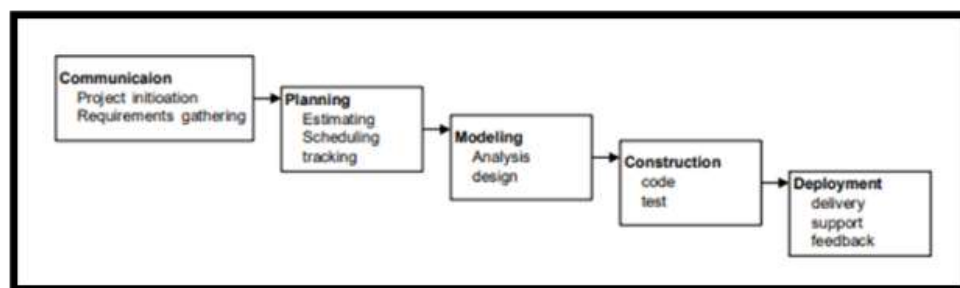 Communicaion
Project initioation
Requirements gathering
Planning
Estimating
Scheduling
tracking
Modeling
Analysis
design
Construction
code
test
Deployment
delivery
support
feedback